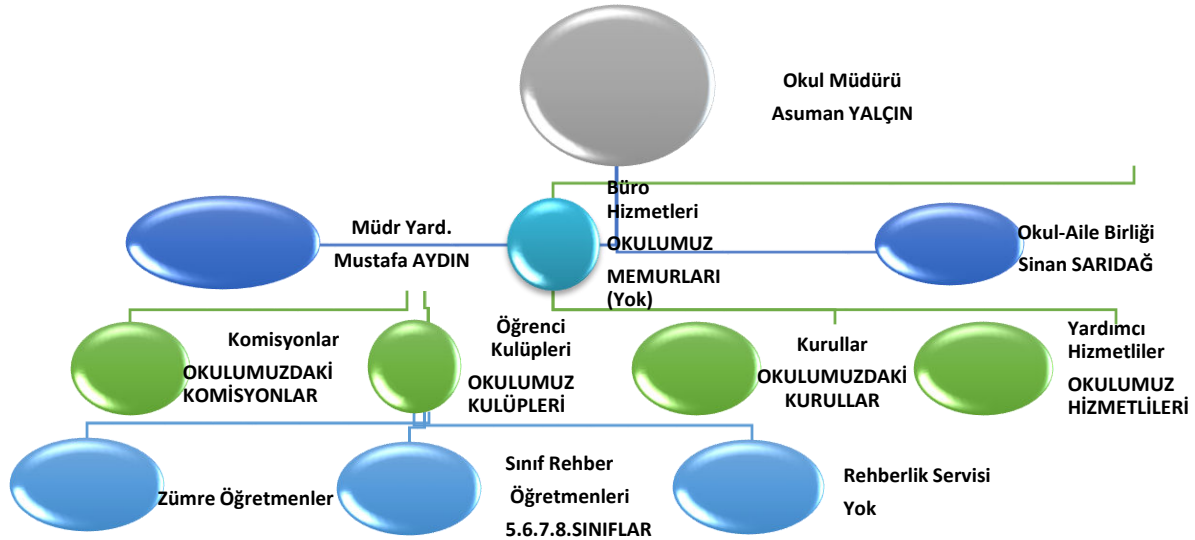 Okul Müdürü
Asuman YALÇIN
Müdr Yard.
Mustafa AYDIN
Büro
Hizmetleri
OKULUMUZ
MEMURLARI
(Yok)
Okul-Aile Birliği
Sinan SARIDAĞ
Komisyonlar
OKULUMUZDAKİ
KOMİSYONLAR
Öğrenci
Kulüpleri
OKULUMUZ
KULÜPLERİ
Kurullar
OKULUMUZDAKİ
KURULLAR
Yardımcı
Hizmetliler
OKULUMUZ
HİZMETLİLERİ
Zümre Öğretmenler
Sınıf Rehber
Öğretmenleri
5.6.7.8.SINIFLAR
Rehberlik Servisi
Yok